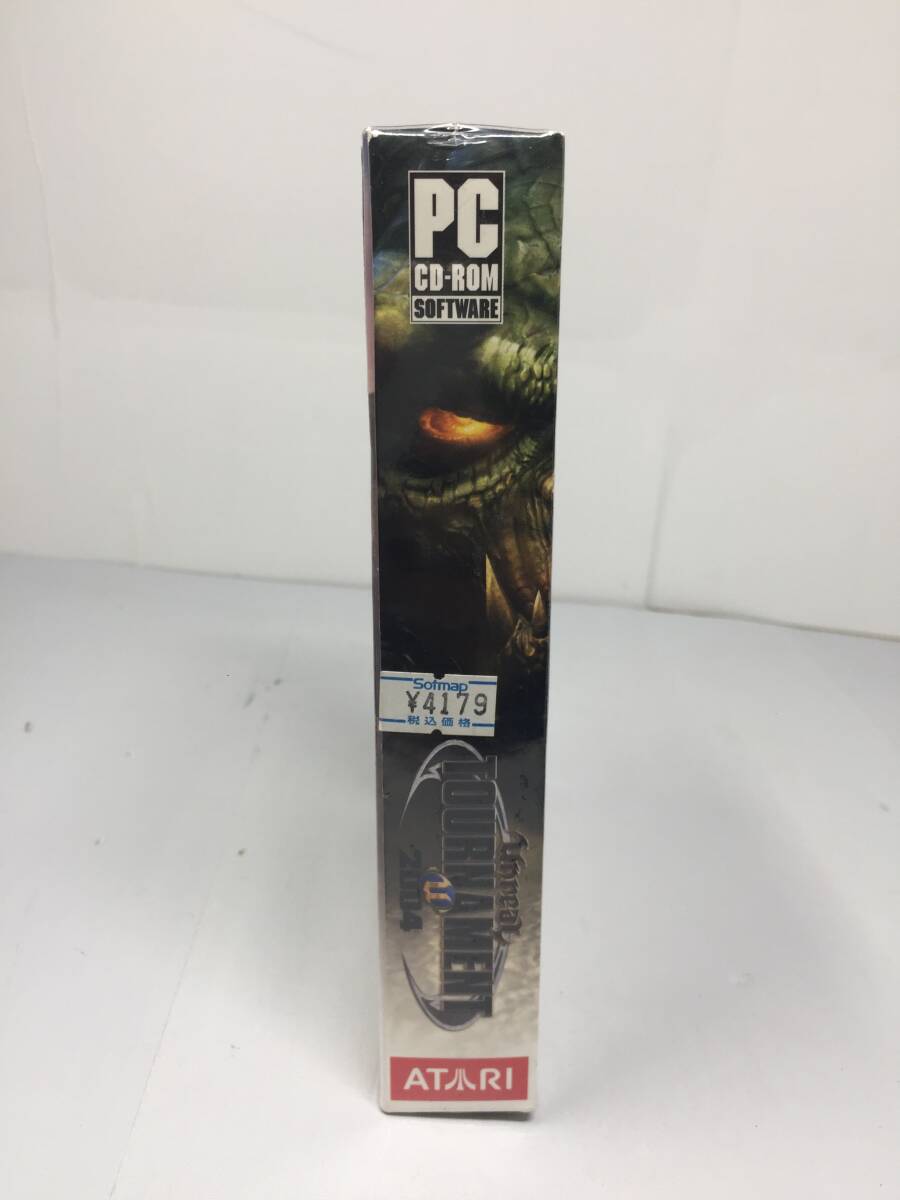 PC
CD-ROM
SOFTWARE
Sofmap
¥4179
税込価格
Unreal
TOURNAMENT
2004
ATARI